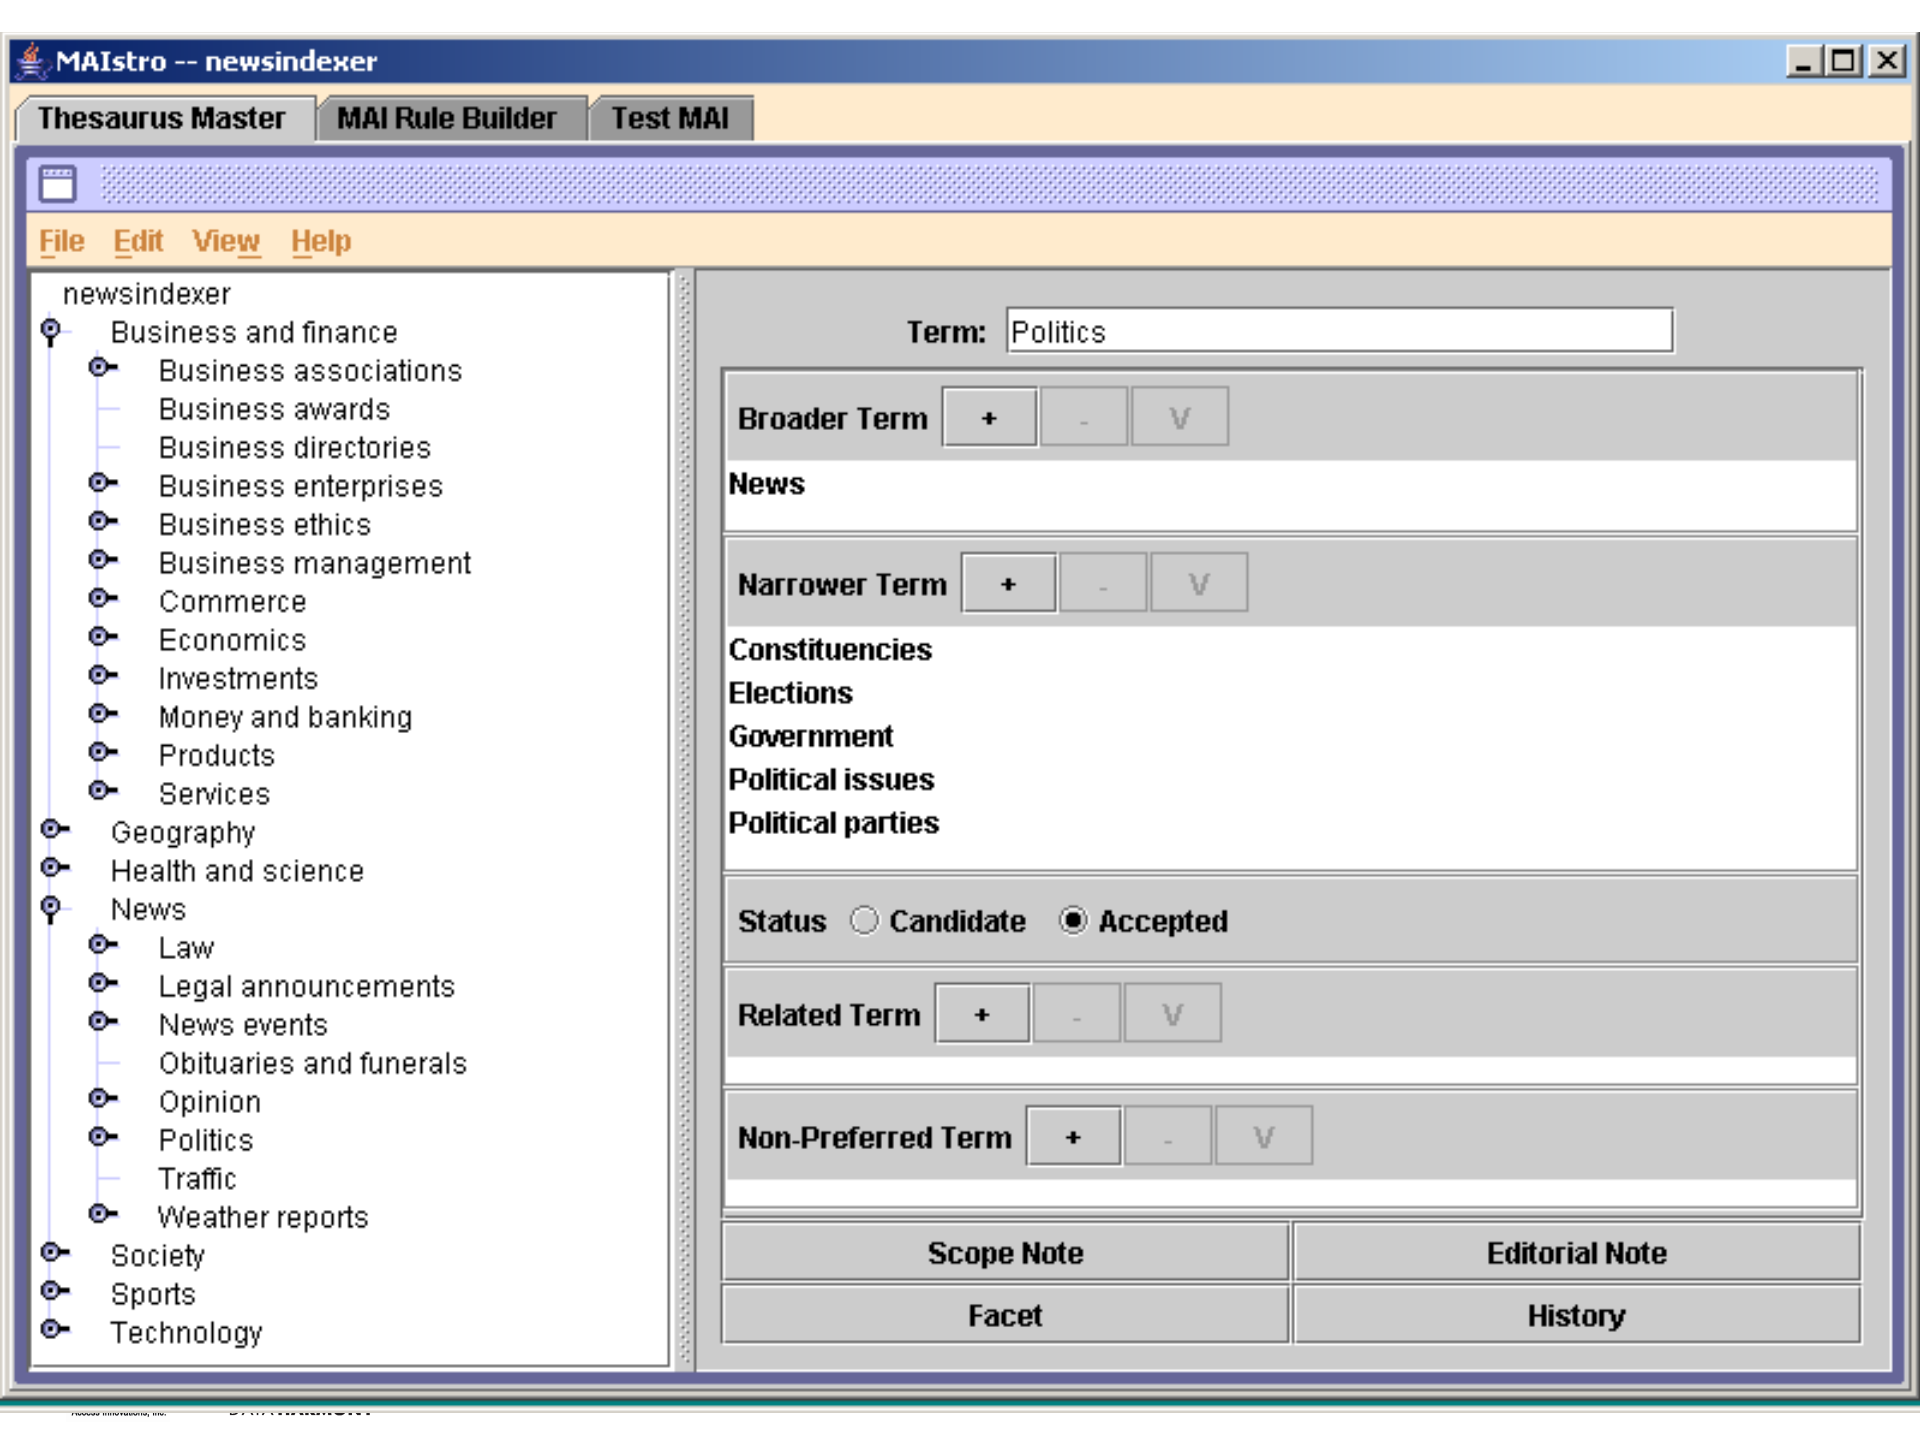 MAIstro -- newsindexer
Thesaurus Master
MAI Rule Builder
Test MAI
File Edit View Help
newsindexer
Business and finance
Business associations
Business awards
Business directories
Business enterprises
Business ethics
Business management
Commerce
Economics
Investments
Money and banking
Products
Services
Geography
Health and science
News
Law
Legal announcements
News events
Obituaries and funerals
Opinion
Politics
Traffic
Weather reports
Society
Sports
Technology
Term: Politics
Broader Term + - V
News
Narrower Term + - V
Constituencies
Elections
Government
Political issues
Political parties
Status Candidate Accepted
Related Term + - V
Non-Preferred Term + - V
Scope Note
Editorial Note
Facet
History